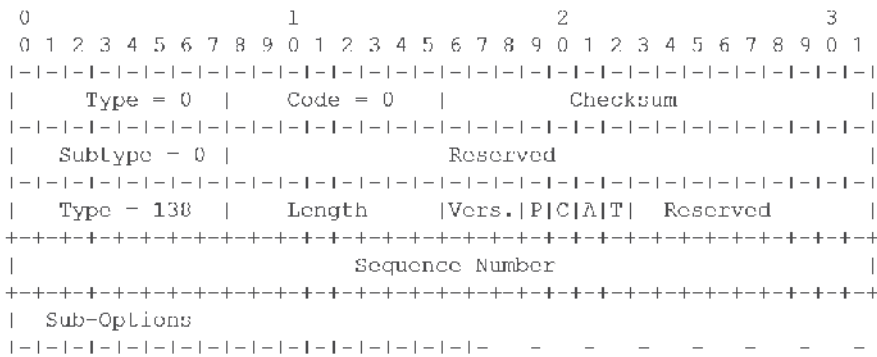 0                   1                   2                   3
0 1 2 3 4 5 6 7 8 9 0 1 2 3 4 5 6 7 8 9 0 1 2 3 4 5 6 7 8 9 0 1
|-|-|-|-|-|-|-|-|-|-|-|-|-|-|-|-|-|-|-|-|-|-|-|-|-|-|-|-|-|-|-|-|
|     Type = 0  |   Code = 0    |         Checksum              |
|-|-|-|-|-|-|-|-|-|-|-|-|-|-|-|-|-|-|-|-|-|-|-|-|-|-|-|-|-|-|-|-|
|   Subtype = 0 |               Reserved                        |
|-|-|-|-|-|-|-|-|-|-|-|-|-|-|-|-|-|-|-|-|-|-|-|-|-|-|-|-|-|-|-|-|
|   Type = 138  |   Length      |Vers.|P|C|A|T|  Reserved       |
+-+-+-+-+-+-+-+-+-+-+-+-+-+-+-+-+-+-+-+-+-+-+-+-+-+-+-+-+-+-+-+-+
|                        Sequence Number                        |
+-+-+-+-+-+-+-+-+-+-+-+-+-+-+-+-+-+-+-+-+-+-+-+-+-+-+-+-+-+-+-+-+
|  Sub-Options
|-|-|-|-|-|-|-|-|-|-|-|-|-|-|-|-|-|-  -   -   -   -   -   -   -   -